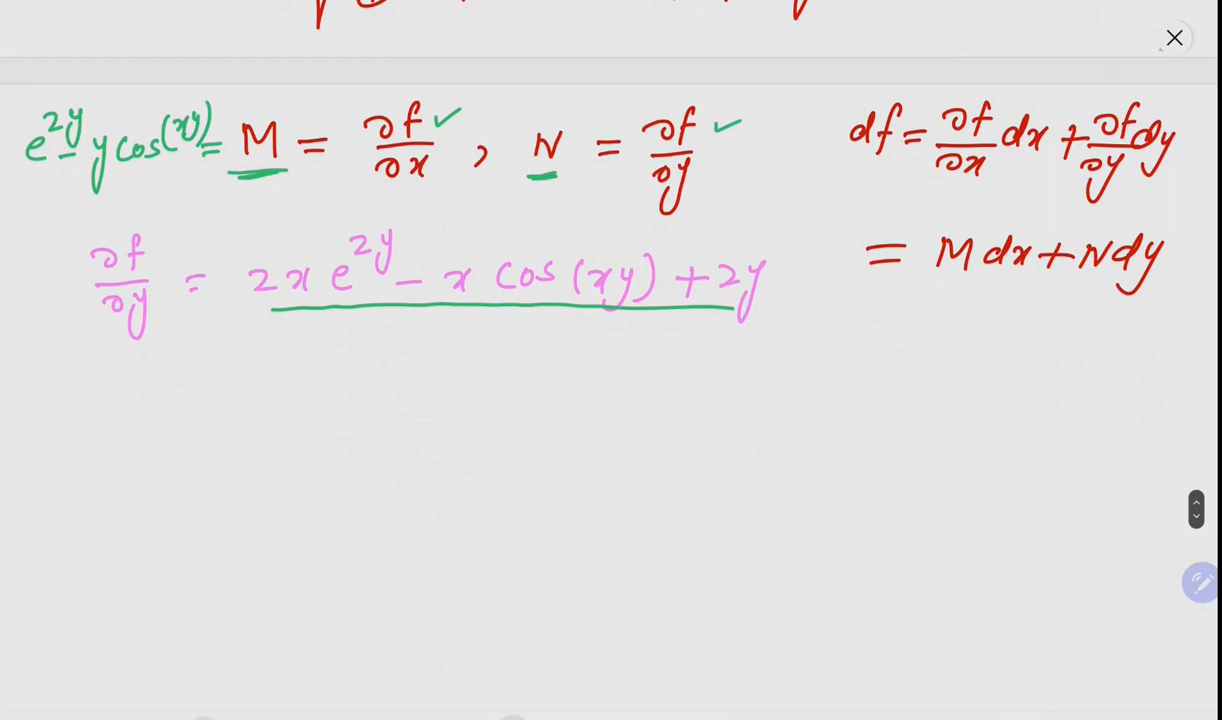 e^{2y} - y cos(xy) = M = ∂f/∂x ✓, N = ∂f/∂y ✓
df = ∂f/∂x dx + ∂f/∂y dy
= M dx + N dy
∂f/∂y = 2x e^{2y} - x cos(xy) + 2y